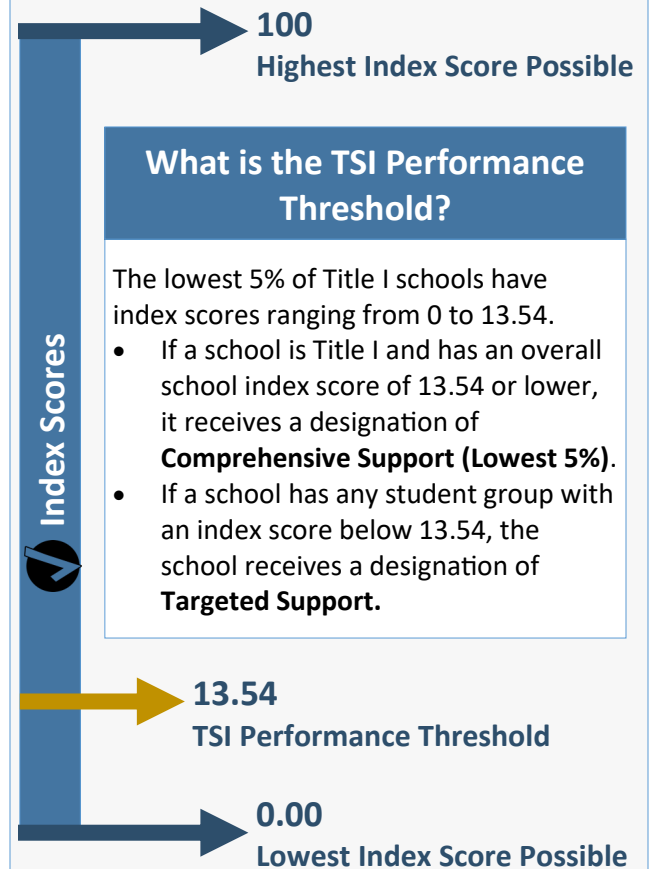 100
Highest Index Score Possible
What is the TSI Performance
Threshold?
The lowest 5% of Title I schools have
index scores ranging from 0 to 13.54.
• If a school is Title I and has an overall
school index score of 13.54 or lower,
it receives a designation of
Comprehensive Support (Lowest 5%).
• If a school has any student group with
an index score below 13.54, the
school receives a designation of
Targeted Support.
Index Scores
13.54
TSI Performance Threshold
0.00
Lowest Index Score Possible